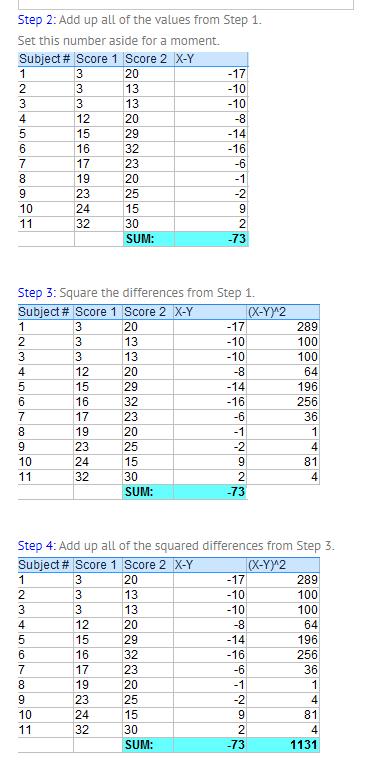 Step 2: Add up all of the values from Step 1.
Set this number aside for a moment.
Subject # Score 1 Score 2 X-Y
1 3 20 -17
2 3 13 -10
3 3 13 -10
4 12 20 -8
5 15 29 -14
6 16 32 -16
7 17 23 -6
8 19 20 -1
9 23 25 -2
10 24 15 9
11 32 30 2
SUM: -73
Step 3: Square the differences from Step 1.
Subject # Score 1 Score 2 X-Y (X-Y)^2
1 3 20 -17 289
2 3 13 -10 100
3 3 13 -10 100
4 12 20 -8 64
5 15 29 -14 196
6 16 32 -16 256
7 17 23 -6 36
8 19 20 -1 1
9 23 25 -2 4
10 24 15 9 81
11 32 30 2 4
SUM: -73
Step 4: Add up all of the squared differences from Step 3.
Subject # Score 1 Score 2 X-Y (X-Y)^2
1 3 20 -17 289
2 3 13 -10 100
3 3 13 -10 100
4 12 20 -8 64
5 15 29 -14 196
6 16 32 -16 256
7 17 23 -6 36
8 19 20 -1 1
9 23 25 -2 4
10 24 15 9 81
11 32 30 2 4
SUM: -73 1131